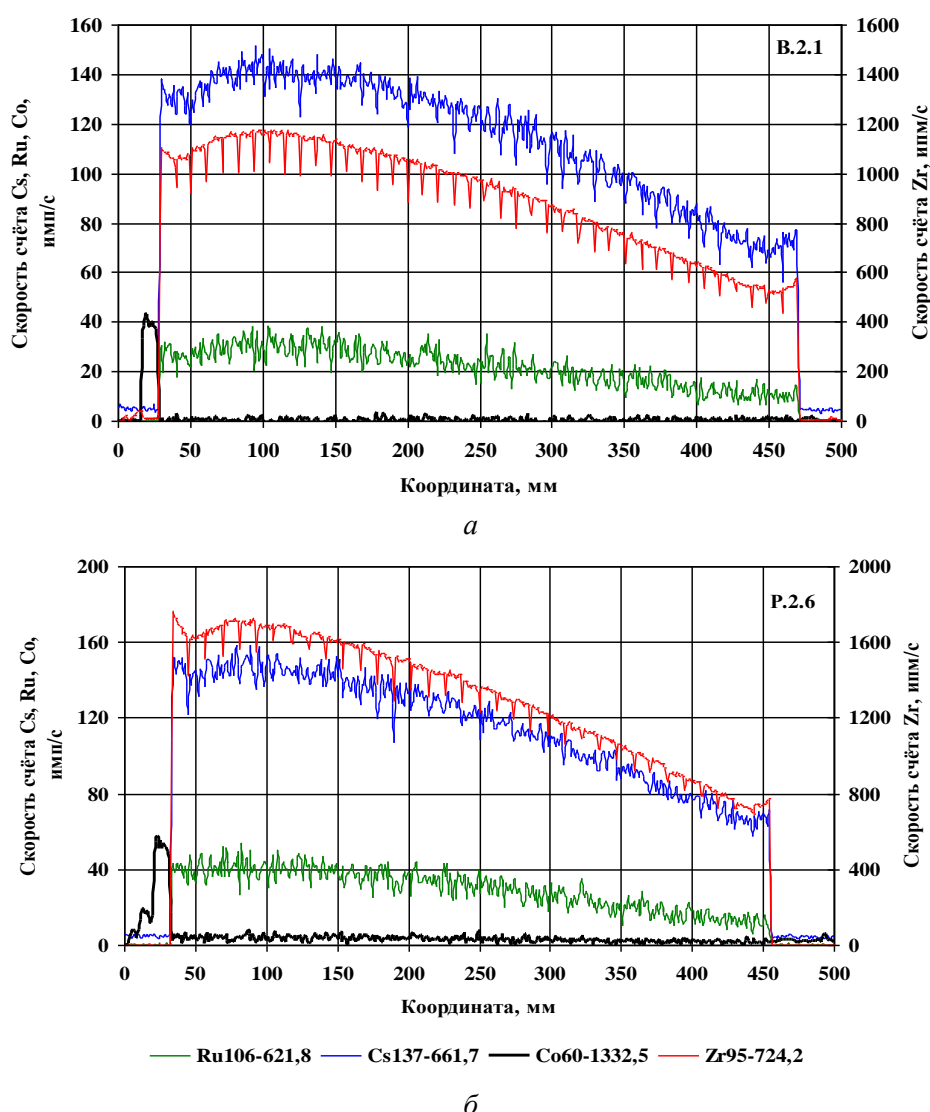 В.2.1
Скорость счёта Cs, Ru, Co,
имп/с
Скорость счёта Zr, ипм/с
160 1600
140 1400
120 1200
100 1000
80 800
60 600
40 400
20 200
0 0
0 50 100 150 200 250 300 350 400 450 500
Координата, мм
а
Р.2.6
Скорость счёта Cs, Ru, Co,
имп/с
Скорость счёта Zr, ипм/с
200 2000
160 1600
120 1200
80 800
40 400
0 0
0 50 100 150 200 250 300 350 400 450 500
Координата, мм
Ru106-621,8 Cs137-661,7 Co60-1332,5 Zr95-724,2
б